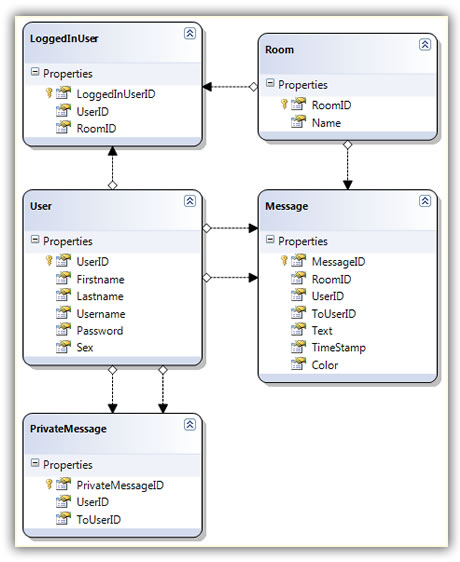 LoggedInUser
Properties
LoggedInUserID
UserID
RoomID
Room
Properties
RoomID
Name
User
Properties
UserID
Firstname
Lastname
Username
Password
Sex
Message
Properties
MessageID
RoomID
UserID
ToUserID
Text
TimeStamp
Color
PrivateMessage
Properties
PrivateMessageID
UserID
ToUserID